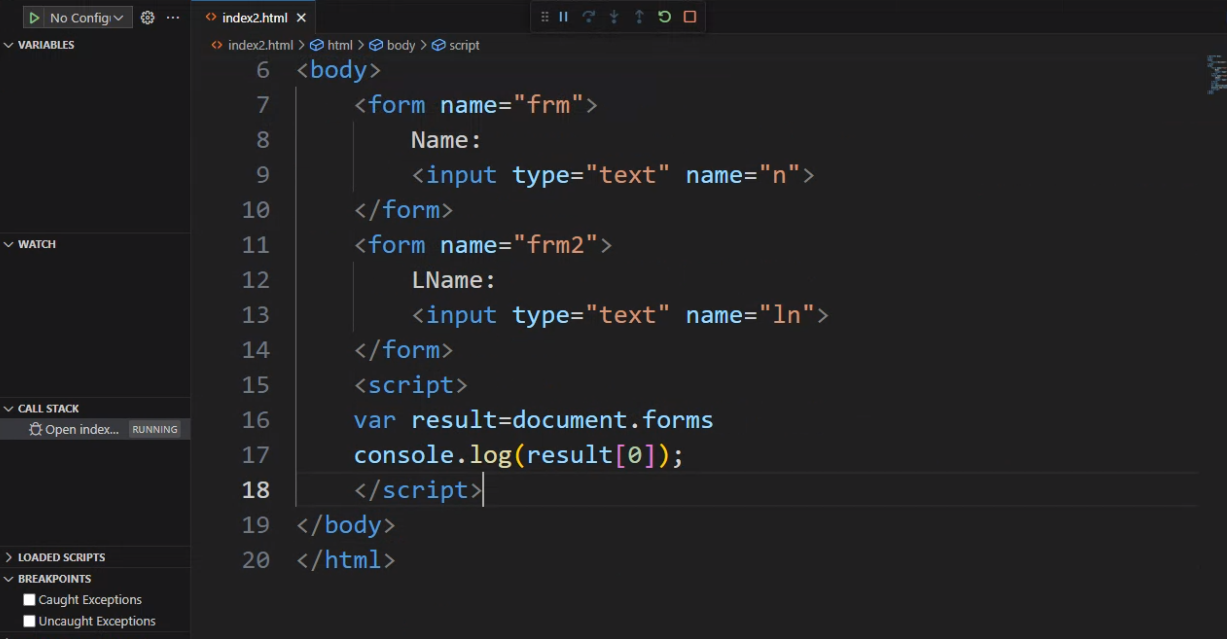 No Config
index2.html
VARIABLES
index2.html > html > body > script
6 <body>
7 <form name="frm">
8 Name:
9 <input type="text" name="n">
10 </form>
11 <form name="frm2">
WATCH
12 LName:
13 <input type="text" name="ln">
14 </form>
15 <script>
CALL STACK
16 var result=document.forms
Open index... RUNNING
17 console.log(result[0]);
18 </script>
19 </body>
20 </html>
LOADED SCRIPTS
BREAKPOINTS
Caught Exceptions
Uncaught Exceptions